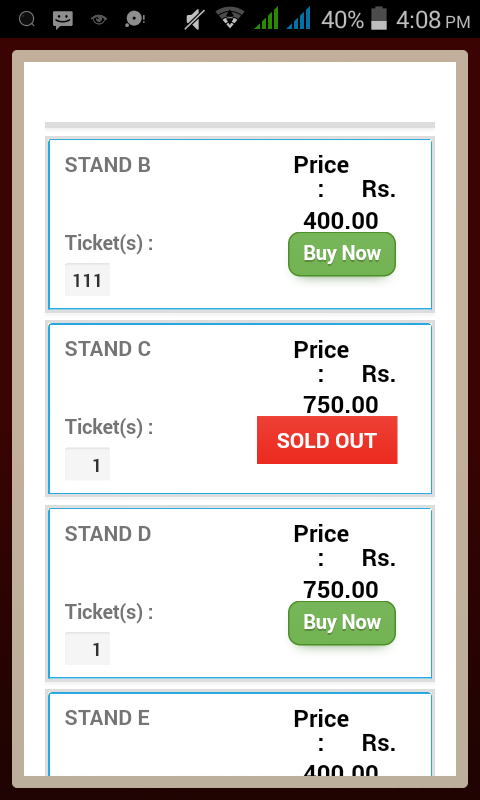 40% 4:08 PM
STAND B
Price
: Rs.
400.00
Ticket(s) :
Buy Now
111
STAND C
Price
: Rs.
750.00
Ticket(s) :
SOLD OUT
1
STAND D
Price
: Rs.
750.00
Ticket(s) :
Buy Now
1
STAND E
Price
: Rs.
400.00